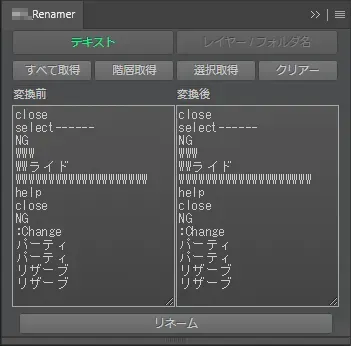 _Renamer
テキスト
レイヤー / フォルダ名
すべて取得
階層取得
選択取得
クリアー
変換前
変換後
close
select------
NG
WWW
WWライド
WWWWWWWWWWWWWWWWWW
help
close
NG
:Change
パーティ
パーティ
リザーブ
リザーブ
close
select------
NG
WWW
WWライド
WWWWWWWWWWWWWWWWWW
help
close
NG
:Change
パーティ
パーティ
リザーブ
リザーブ
リネーム